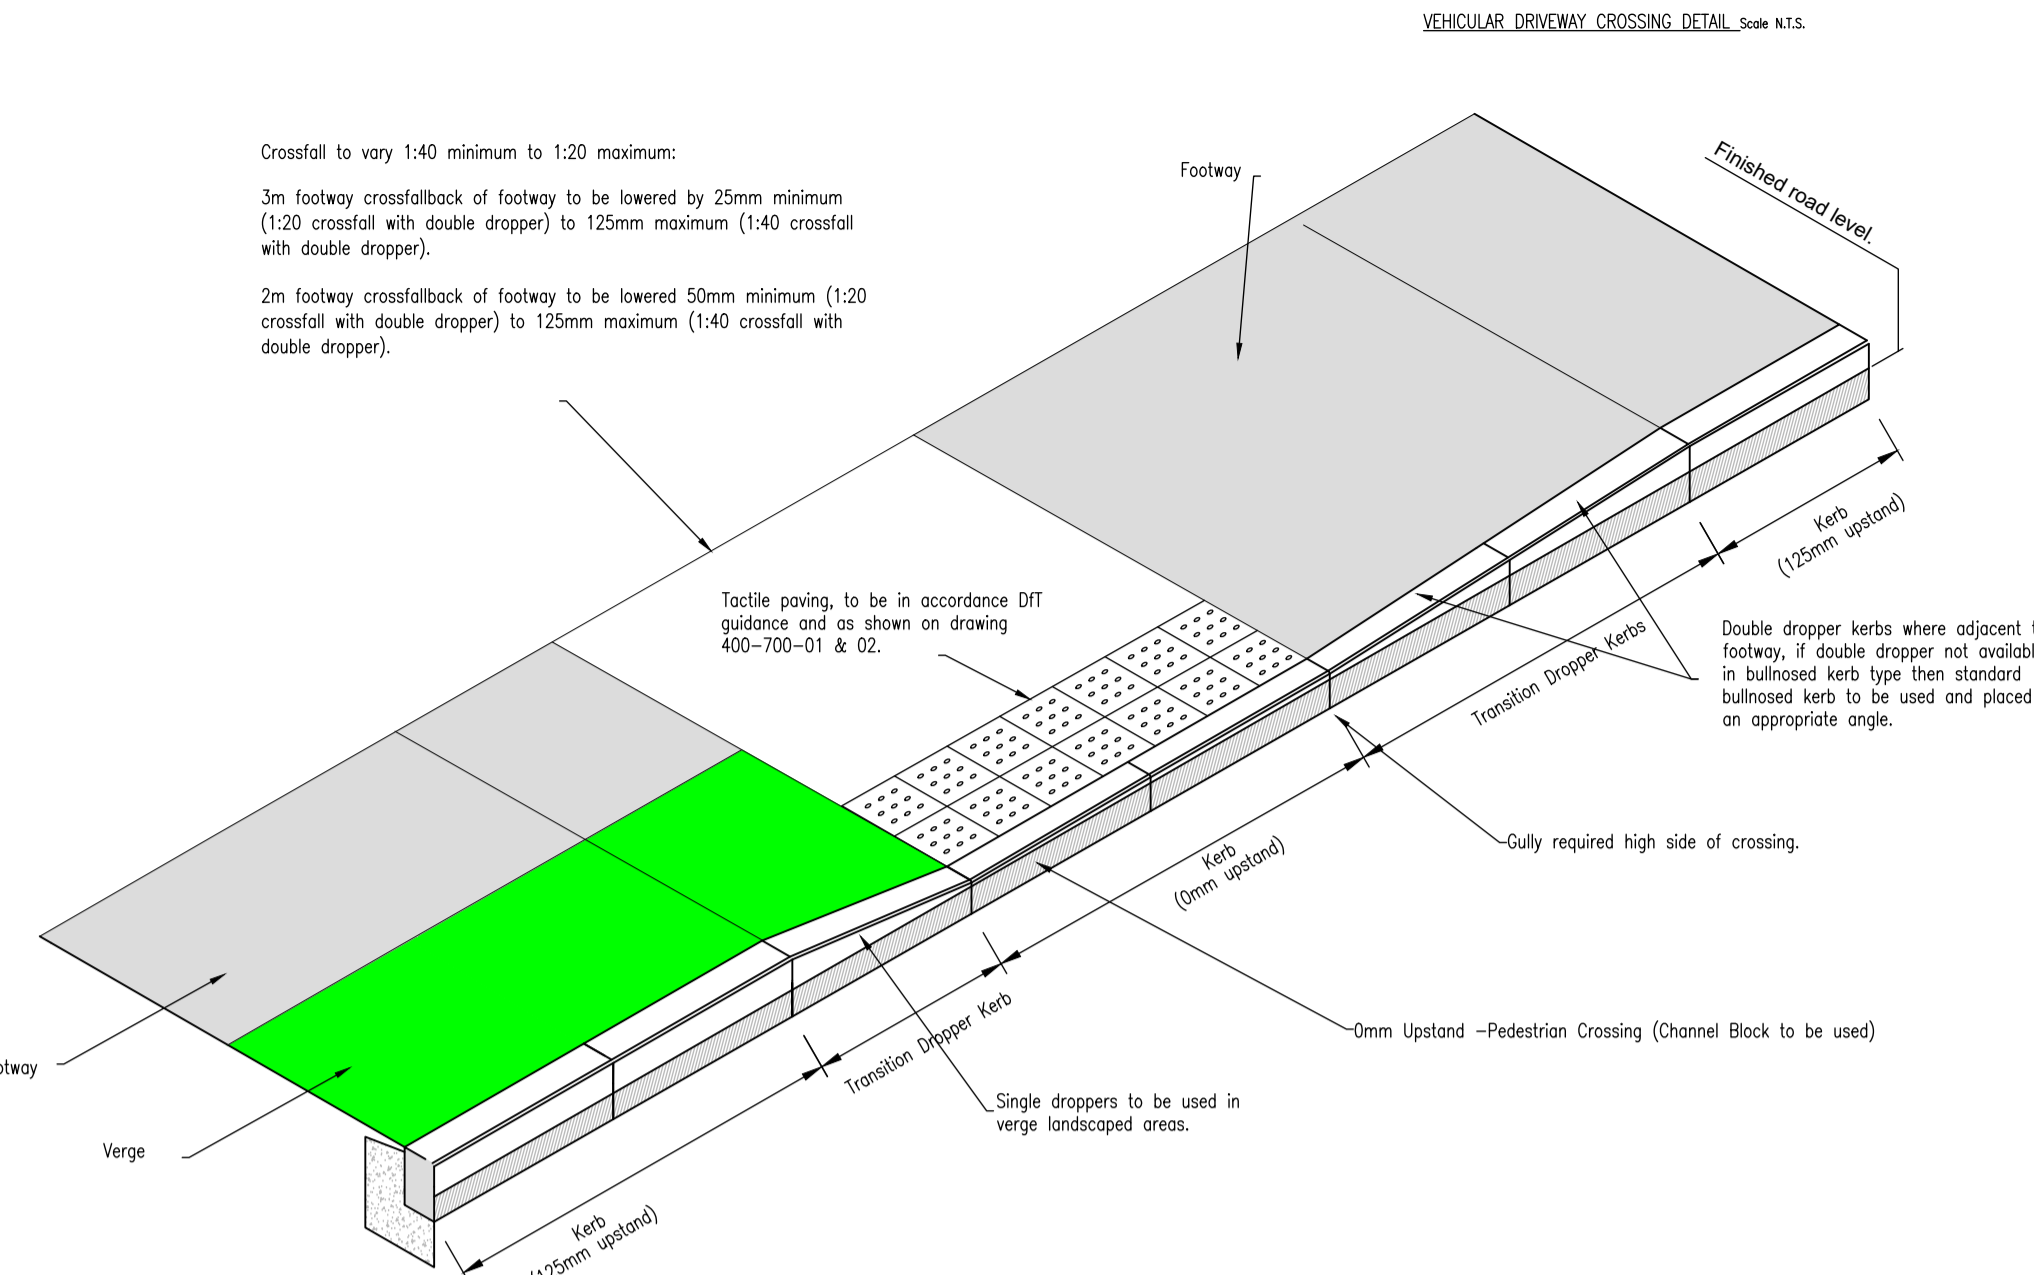 VEHICULAR DRIVEWAY CROSSING DETAIL Scale N.T.S.
Crossfall to vary 1:40 minimum to 1:20 maximum:
3m footway crossfallback of footway to be lowered by 25mm minimum
(1:20 crossfall with double dropper) to 125mm maximum (1:40 crossfall
with double dropper).
2m footway crossfallback of footway to be lowered 50mm minimum (1:20
crossfall with double dropper) to 125mm maximum (1:40 crossfall with
double dropper).
Footway
Finished road level.
Kerb
(125mm upstand)
Tactile paving, to be in accordance DfT
guidance and as shown on drawing
400-700-01 & 02.
Transition Dropper Kerbs
Double dropper kerbs where adjacent
footway, if double dropper not
in bullnosed kerb type then standard
bullnosed kerb to be used and placed
an appropriate angle.
Gully required high side of crossing.
Kerb
(0mm upstand)
0mm Upstand -Pedestrian Crossing (Channel Block to be used)
Transition Dropper Kerb
Single droppers to be used in
verge landscaped areas.
Verge
Kerb
(125mm upstand)